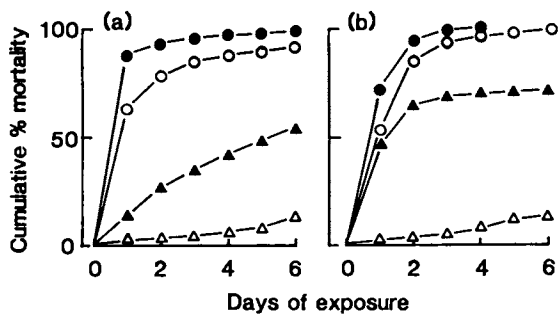 (a)
(b)
100
50
0
Cumulative % mortality
0 2 4 6
0 2 4 6
Days of exposure